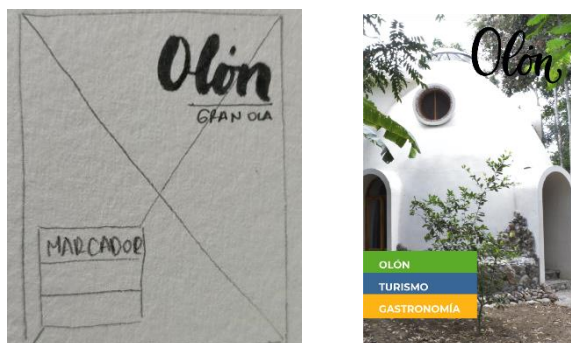 Olón
GRAN OLA
MARCADOR
Olón
OLÓN
TURISMO
GASTRONOMÍA